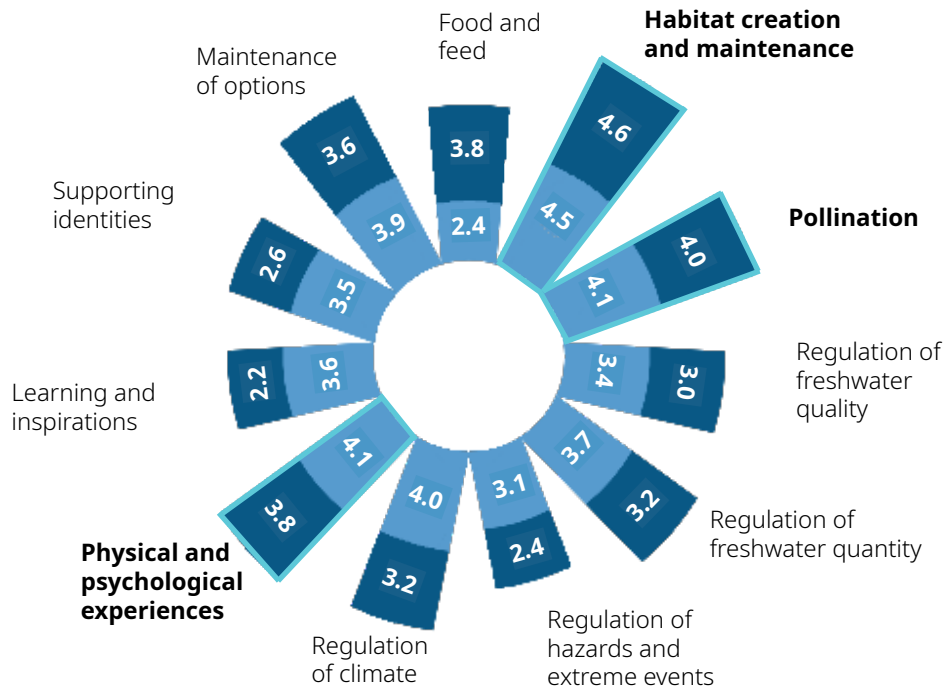 Food and
feed
3.8
2.4
Habitat creation
and maintenance
4.6
4.5
Pollination
4.0
4.1
Regulation of
freshwater
quality
3.4
3.0
Regulation of
freshwater quantity
3.7
3.2
Regulation of
hazards and
extreme events
3.1
2.4
Regulation
of climate
4.0
3.2
Physical and
psychological
experiences
4.1
3.8
Learning and
inspirations
2.2
3.6
Supporting
identities
2.6
3.5
Maintenance
of options
3.6
3.9